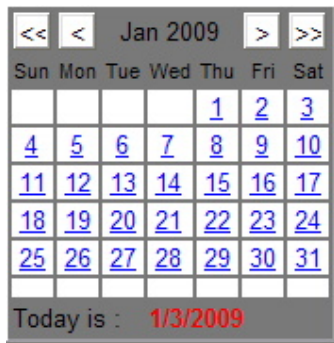 << < Jan 2009 > >>
Sun Mon Tue Wed Thu Fri Sat
1 2 3
4 5 6 7 8 9 10
11 12 13 14 15 16 17
18 19 20 21 22 23 24
25 26 27 28 29 30 31
Today is : 1/3/2009